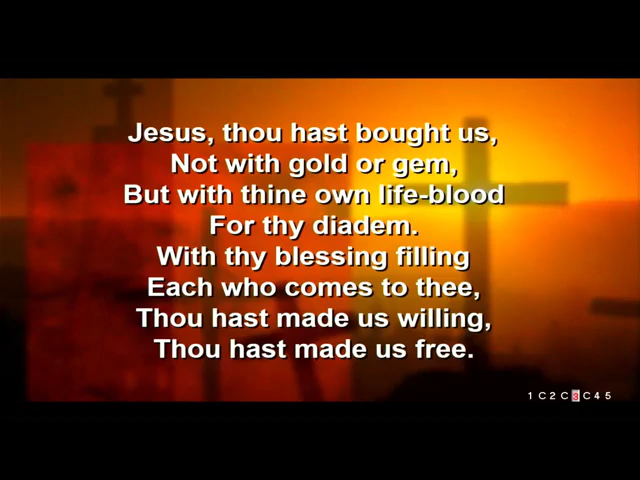 Jesus, thou hast bought us,
Not with gold or gem,
But with thine own life-blood
For thy diadem.
With thy blessing filling
Each who comes to thee,
Thou hast made us willing,
Thou hast made us free.
1 C 2 C 3 C 4 5